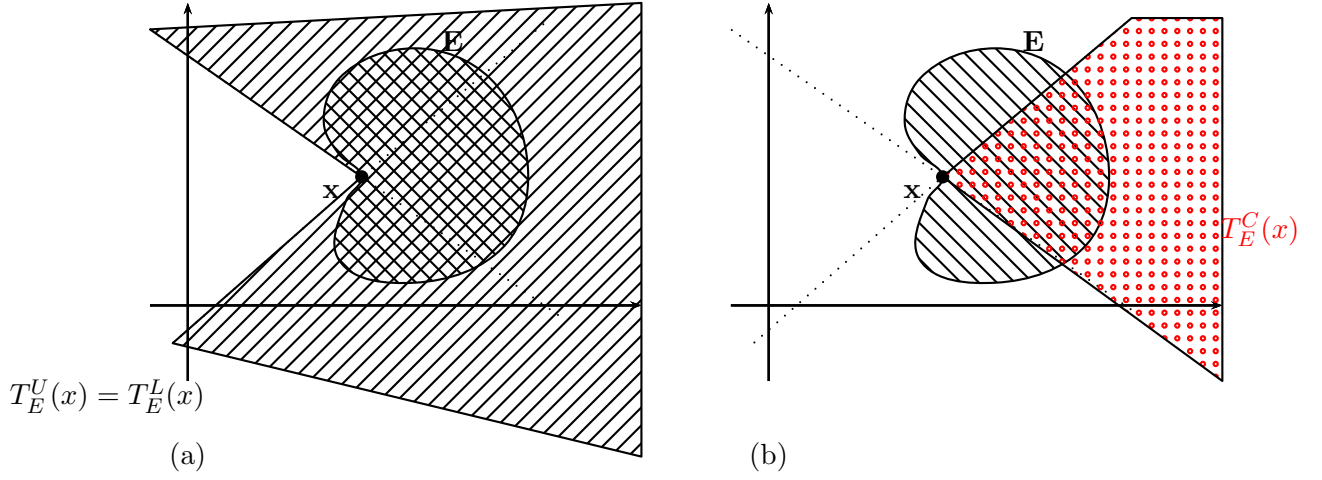 E
x
T_E^U(x) = T_E^L(x)
(a)
E
x
T_E^C(x)
(b)